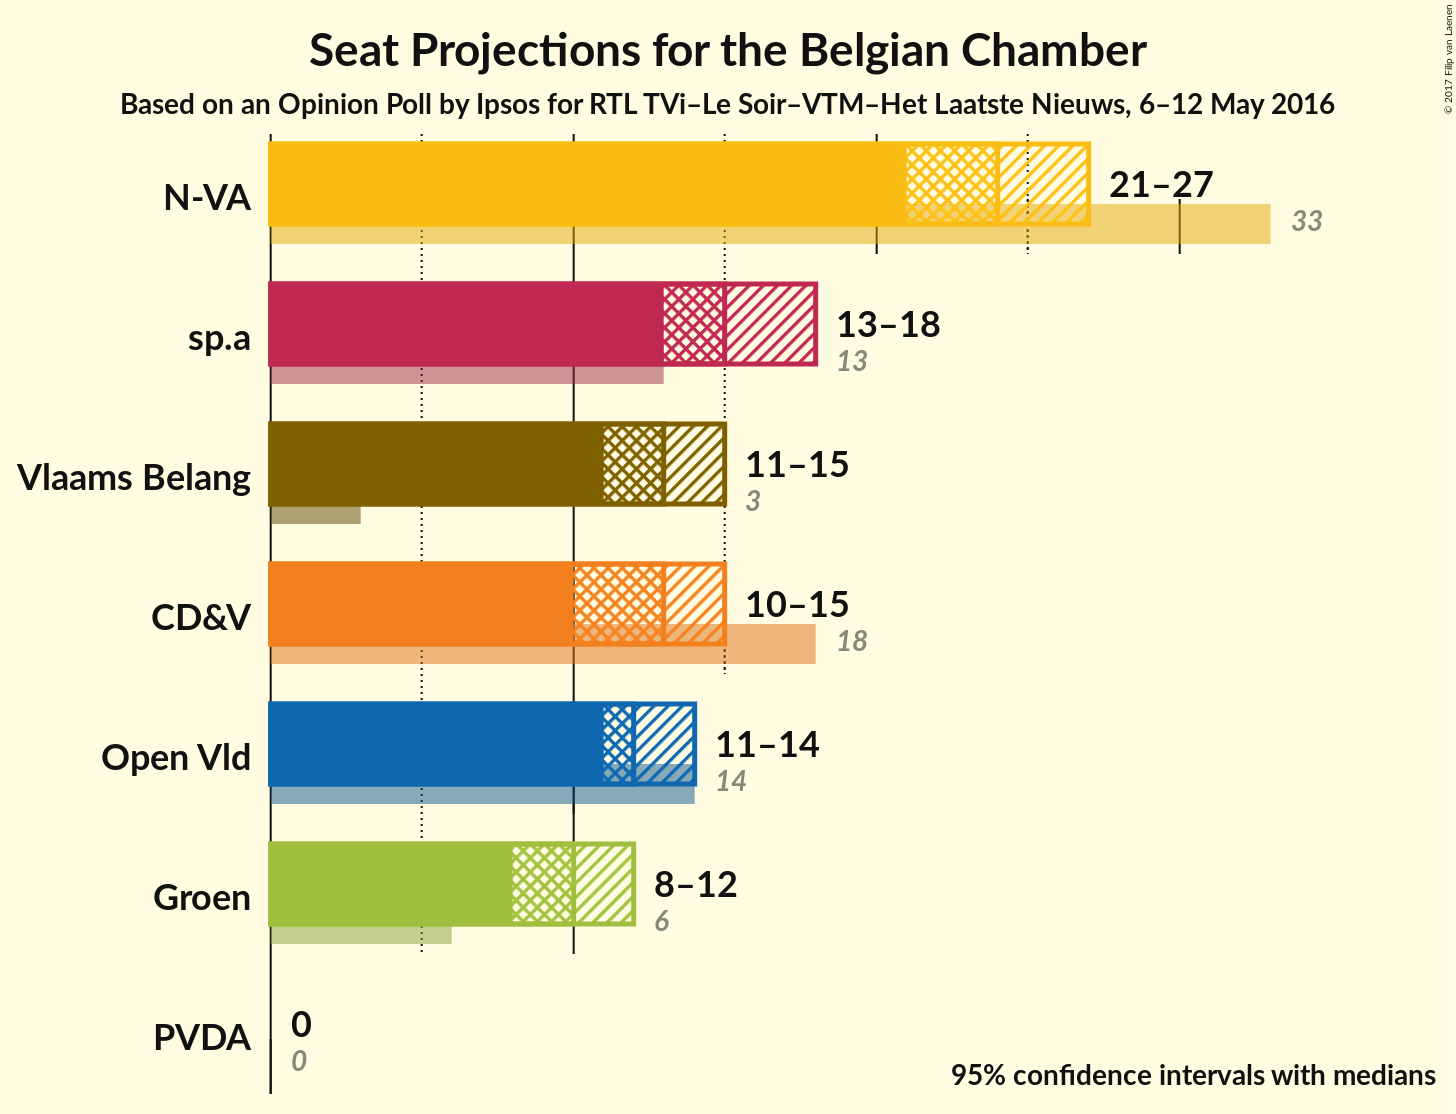 Seat Projections for the Belgian Chamber
Based on an Opinion Poll by Ipsos for RTL TVi–Le Soir–VTM–Het Laatste Nieuws, 6–12 May 2016
© 2017 Filip van Laenen
N-VA
21–27
33
sp.a
13–18
13
Vlaams Belang
11–15
3
CD&V
10–15
18
Open Vld
11–14
14
Groen
8–12
6
PVDA
0
0
95% confidence intervals with medians